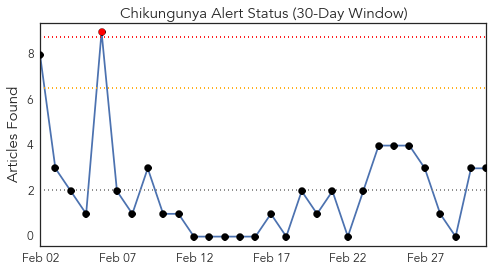 Chikungunya Alert Status (30-Day Window)
Articles Found
8
6
4
2
0
Feb 02 Feb 07 Feb 12 Feb 17 Feb 22 Feb 27